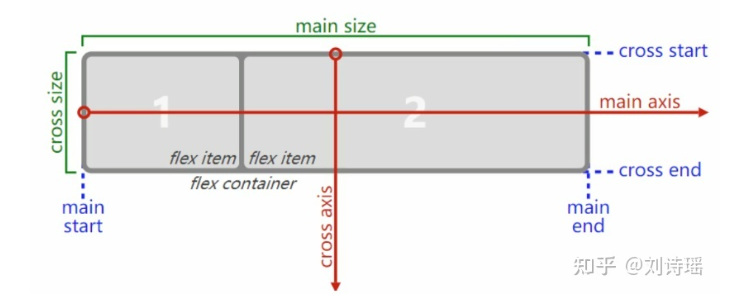 main size
cross start
cross size
1
2
main axis
flex item
flex item
flex container
cross end
cross axis
main
start
main
end
知乎 @刘诗瑶